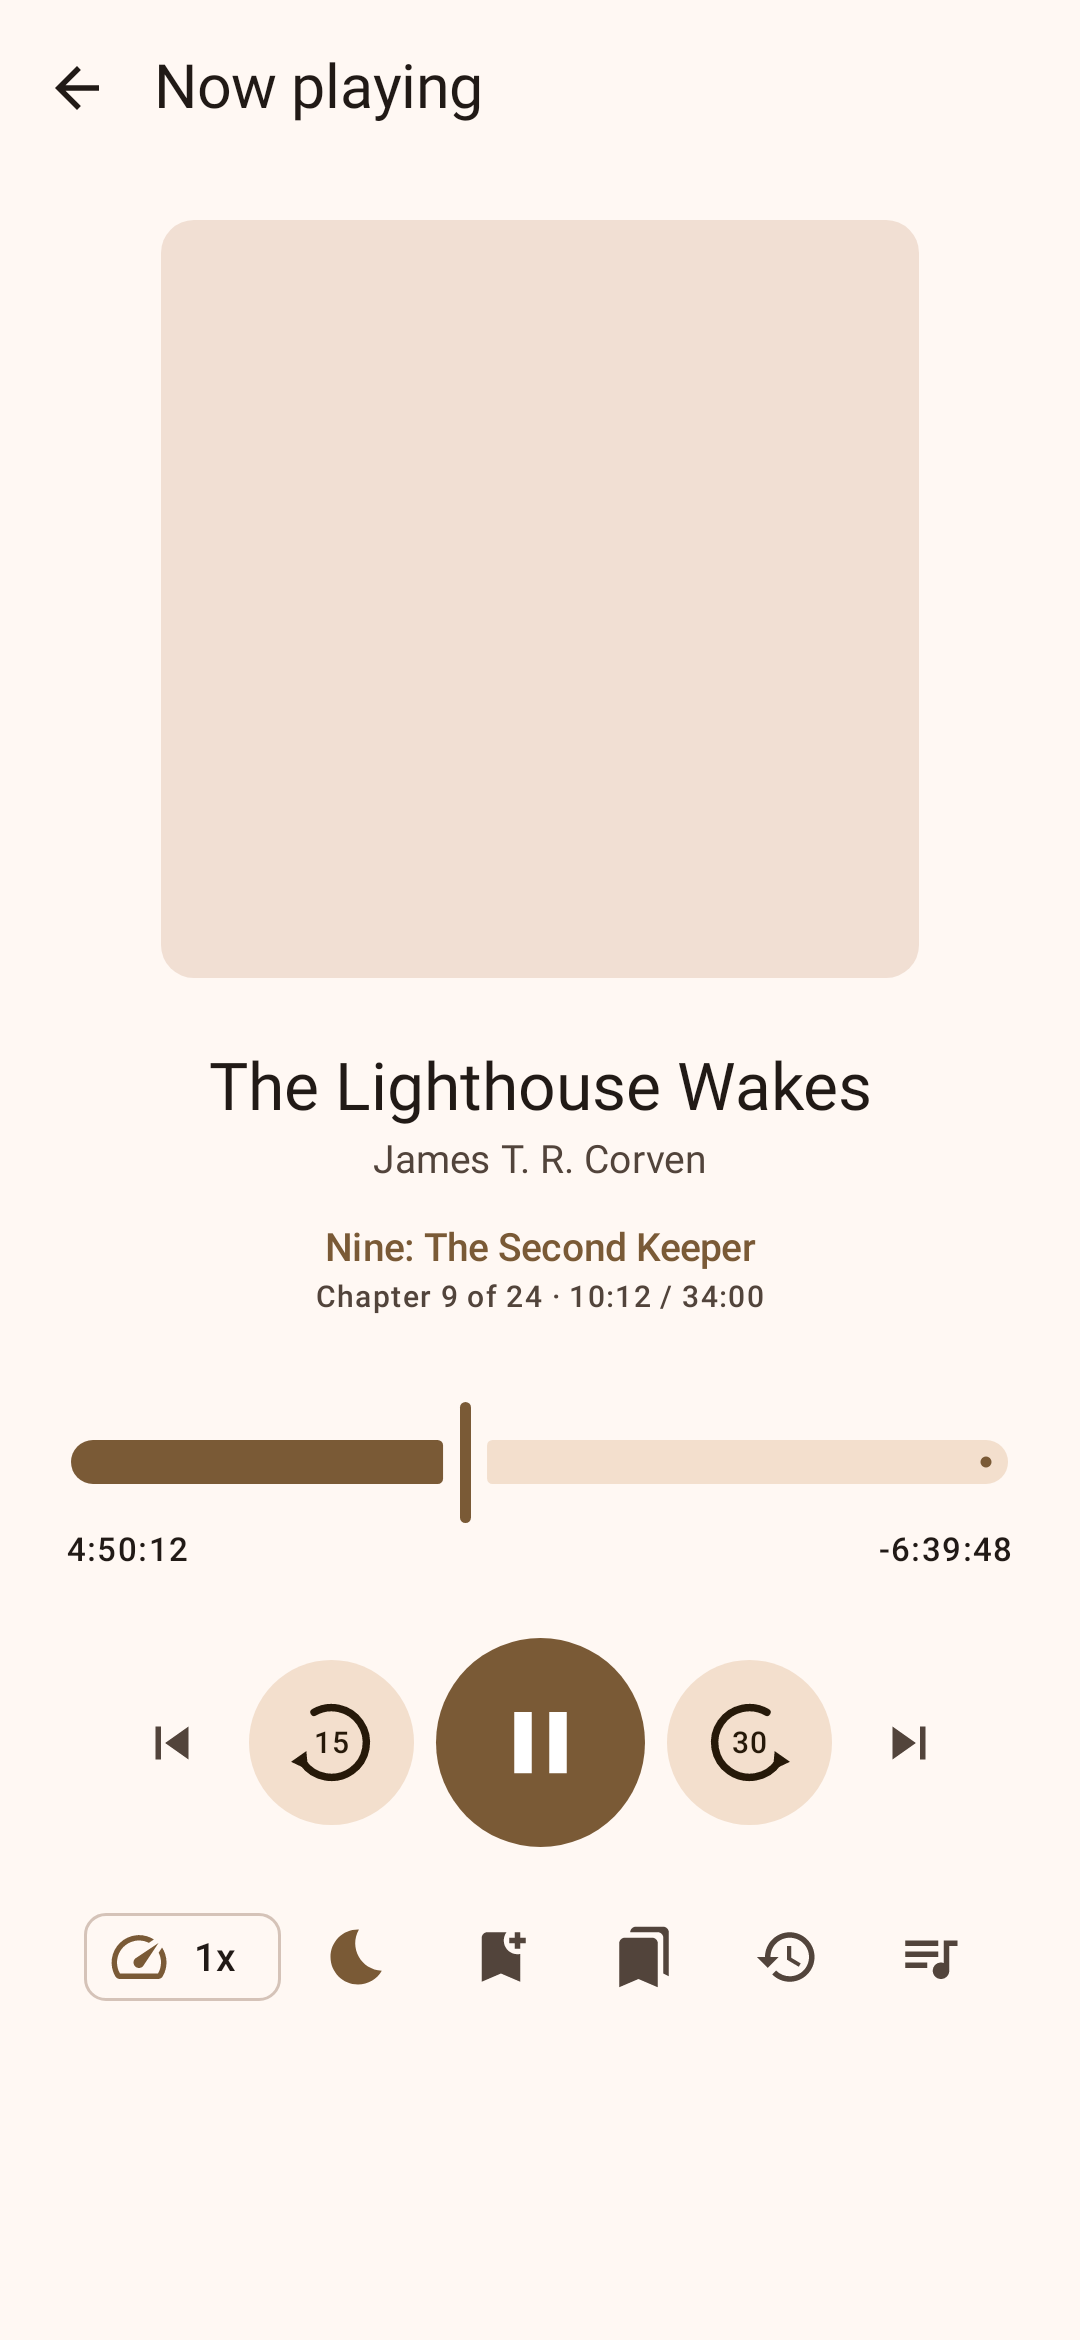 Now playing
The Lighthouse Wakes
James T. R. Corven
Nine: The Second Keeper
Chapter 9 of 24 · 10:12 / 34:00
4:50:12
-6:39:48
15
30
1x